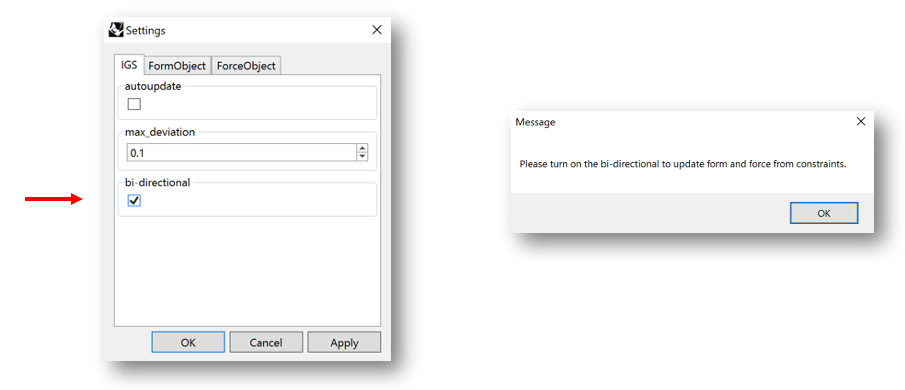 Settings
IGS FormObject ForceObject
autoupdate
max_deviation
0.1
bi-directional
OK Cancel Apply
Message
Please turn on the bi-directional to update form and force from constraints.
OK